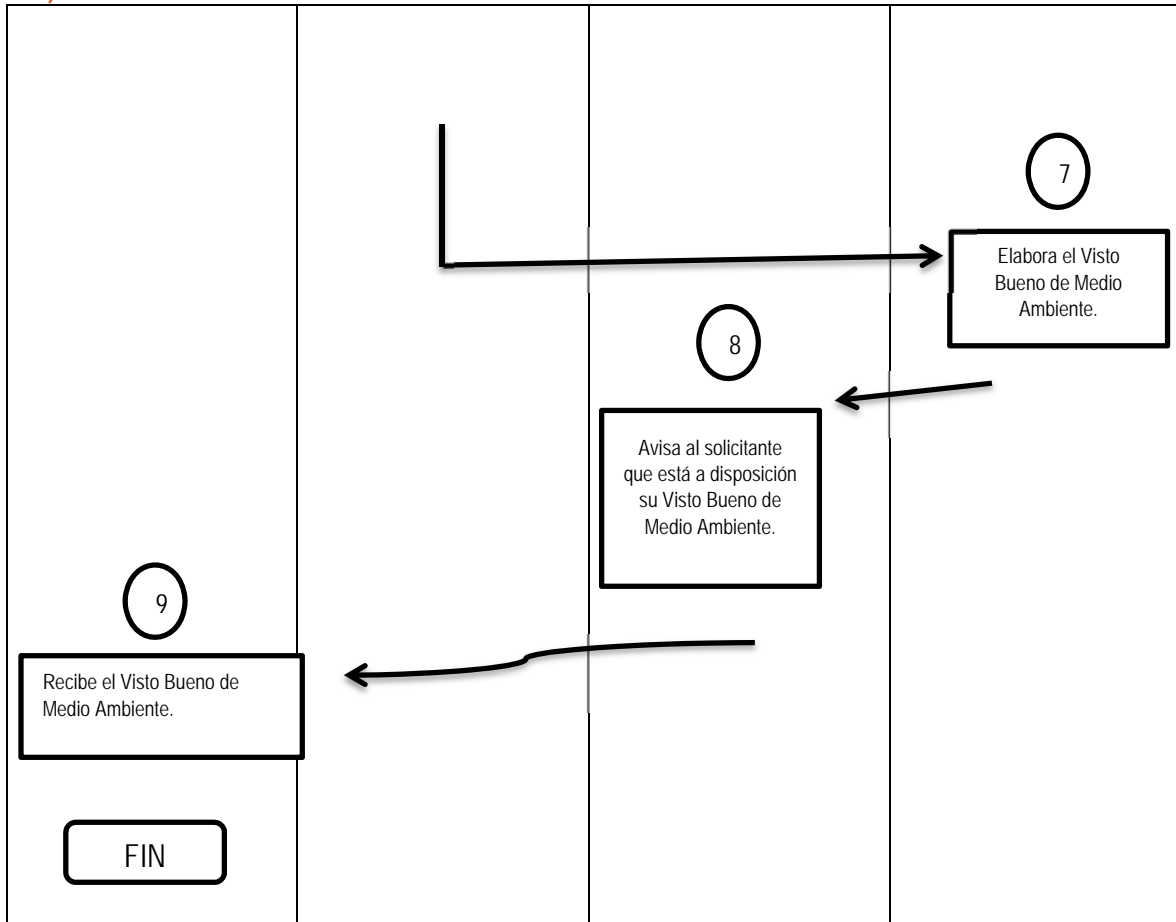 7
Elabora el Visto
Bueno de Medio
Ambiente.
8
Avisa al solicitante
que está a disposición
su Visto Bueno de
Medio Ambiente.
9
Recibe el Visto Bueno de
Medio Ambiente.
FIN